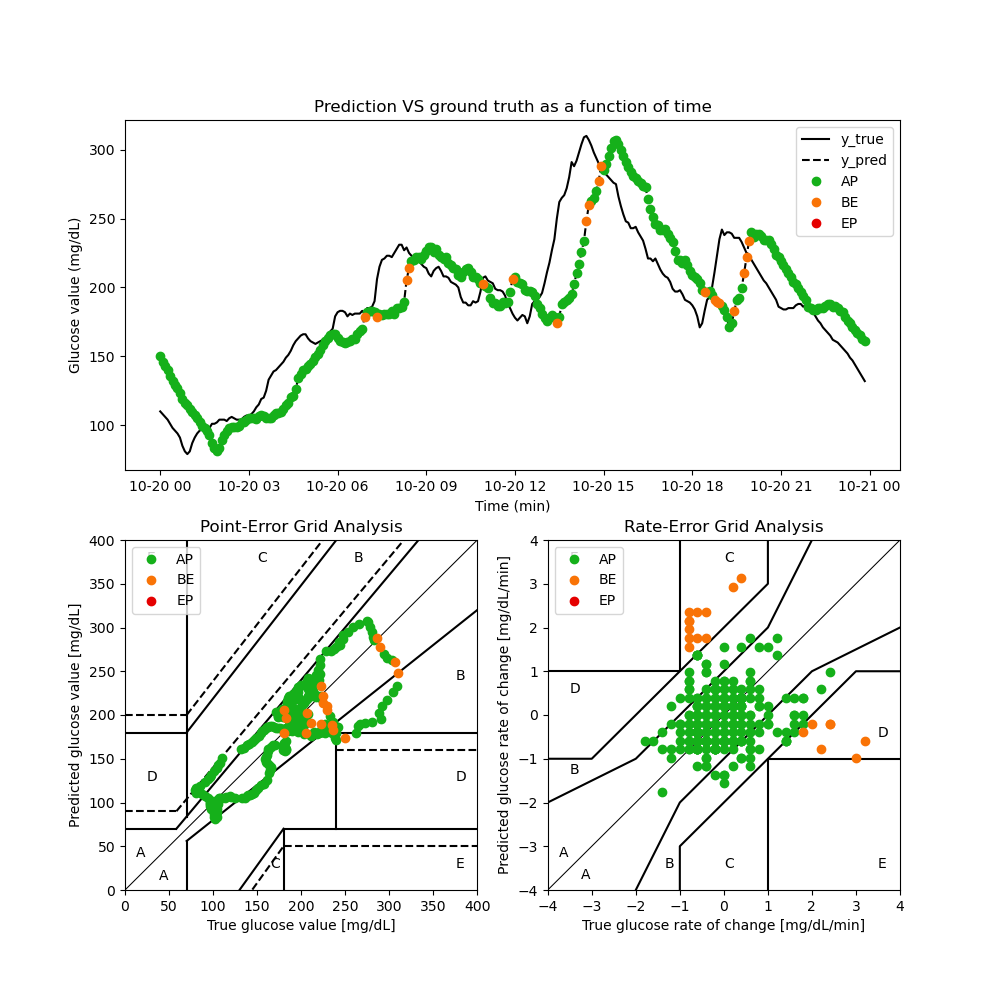 Prediction VS ground truth as a function of time
Glucose value (mg/dL)
300
250
200
150
100
y_true
y_pred
AP
BE
EP
10-20 00 10-20 03 10-20 06 10-20 09 10-20 12 10-20 15 10-20 18 10-20 21 10-21 00
Time (min)
Point-Error Grid Analysis
Predicted glucose value [mg/dL]
400
350
300
250
200
150
100
50
0
AP
BE
EP
C
B
B
D
D
A
A
C
E
0 50 100 150 200 250 300 350 400
True glucose value [mg/dL]
Rate-Error Grid Analysis
Predicted glucose rate of change [mg/dL/min]
4
3
2
1
0
−1
−2
−3
−4
AP
BE
EP
C
D
D
B
A
A
B
C
E
−4 −3 −2 −1 0 1 2 3 4
True glucose rate of change [mg/dL/min]